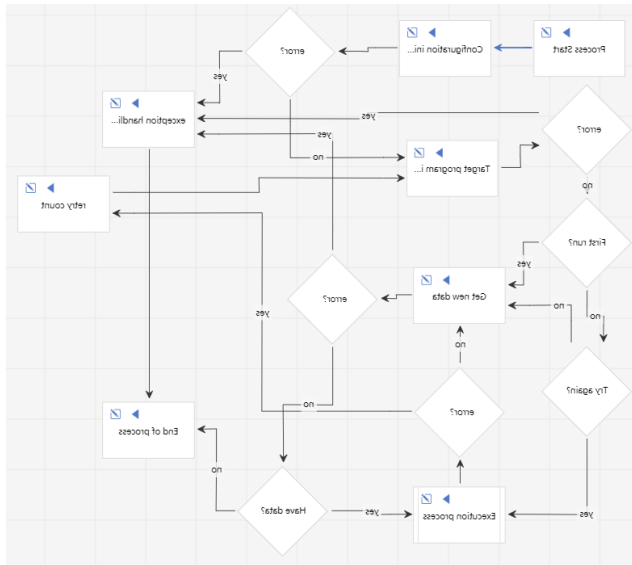 error?
Configuration ini...
Process Start
yes
exception handli...
yes
error?
yes
no
Target program i...
no
retry count
First run?
yes
error?
Get new data
yes
no
no
no
Try again?
no
error?
End of process
no
Have data?
yes
Execution process
yes